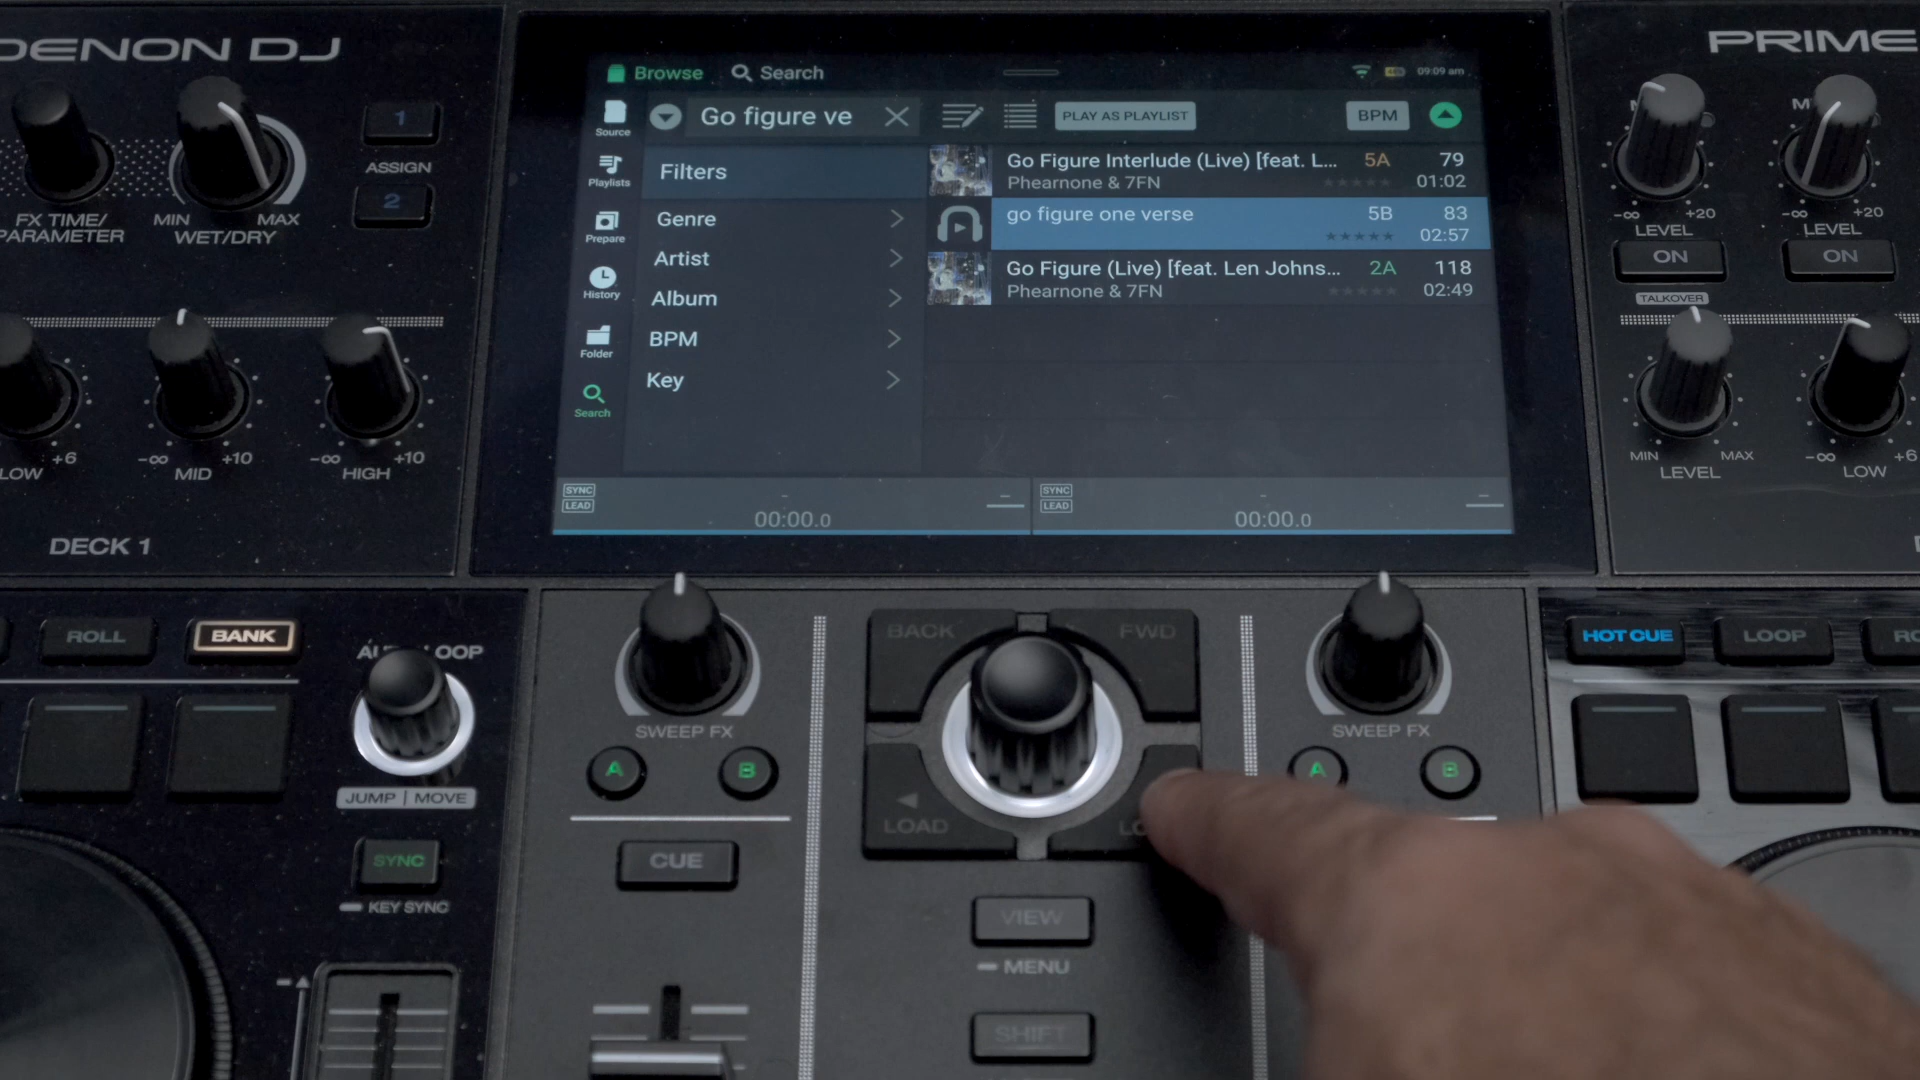 DENON DJ
PRIME
Browse
Search
09:09 am
Source
Go figure ve
PLAY AS PLAYLIST
BPM
Playlists
Prepare
History
Folder
Search
Filters
Genre
Artist
Album
BPM
Key
Go Figure Interlude (Live) [feat. L...
5A
79
Phearnone & 7FN
01:02
go figure one verse
5B
83
02:57
Go Figure (Live) [feat. Len Johns...
2A
118
Phearnone & 7FN
02:49
SYNC
LEAD
00:00.0
SYNC
LEAD
00:00.0
1
ASSIGN
2
FX TIME/
PARAMETER
MIN
MAX
WET/DRY
LOW
+6
-∞
+10
MID
-∞
+10
HIGH
DECK 1
-∞
+20
LEVEL
ON
TALKOVER
-∞
+20
LEVEL
ON
MIN
MAX
LEVEL
-∞
+6
LOW
ROLL
BANK
JUMP | MOVE
SYNC
KEY SYNC
SWEEP FX
A
B
CUE
BACK
FWD
LOAD
VIEW
MENU
SHIFT
SWEEP FX
A
B
HOT CUE
LOOP